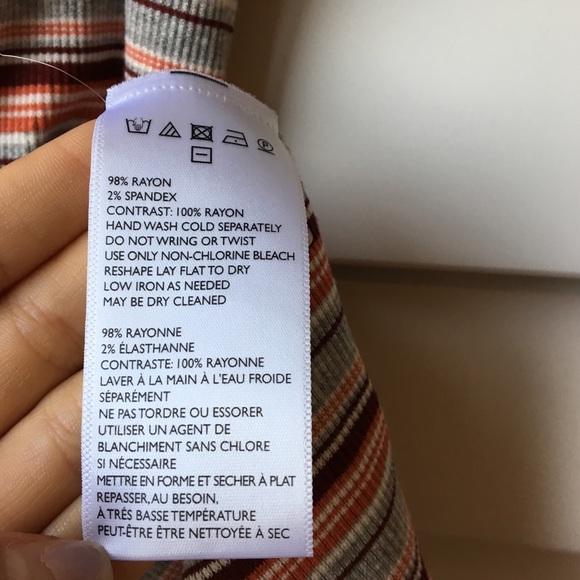 98% RAYON
2% SPANDEX
CONTRAST: 100% RAYON
HAND WASH COLD SEPARATELY
DO NOT WRING OR TWIST
USE ONLY NON-CHLORINE BLEACH
RESHAPE LAY FLAT TO DRY
LOW IRON AS NEEDED
MAY BE DRY CLEANED
98% RAYONNE
2% ÉLASTHANNE
CONTRASTE: 100% RAYONNE
LAVER À LA MAIN À L'EAU FROIDE
SÉPARÉMENT
NE PAS TORDRE OU ESSORER
UTILISER UN AGENT DE
BLANCHIMENT SANS CHLORE
SI NÉCESSAIRE
METTRE EN FORME ET SECHER À PLAT
REPASSER, AU BESOIN,
À TRÉS BASSE TEMPÉRATURE
PEUT-ÊTRE ÊTRE NETTOYÉE À SEC